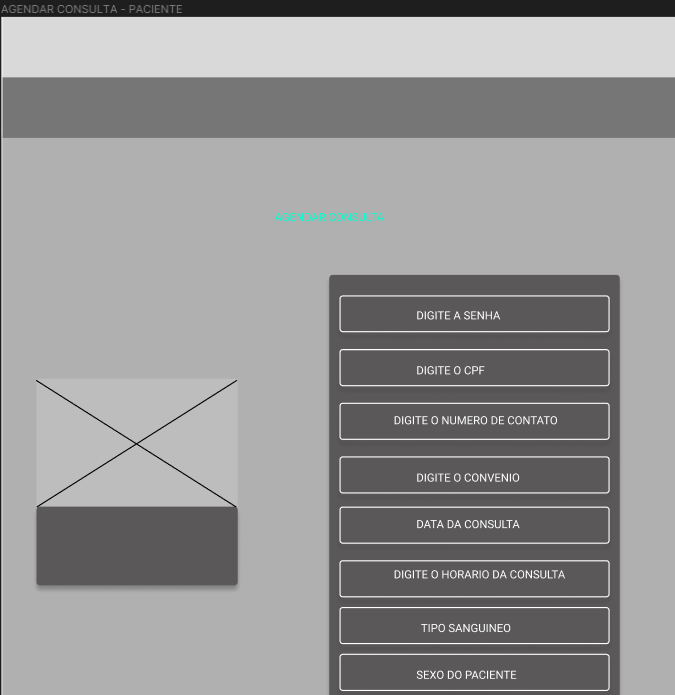 AGENDAR CONSULTA - PACIENTE
AGENDAR CONSULTA
DIGITE A SENHA
DIGITE O CPF
DIGITE O NUMERO DE CONTATO
DIGITE O CONVENIO
DATA DA CONSULTA
DIGITE O HORARIO DA CONSULTA
TIPO SANGUINEO
SEXO DO PACIENTE